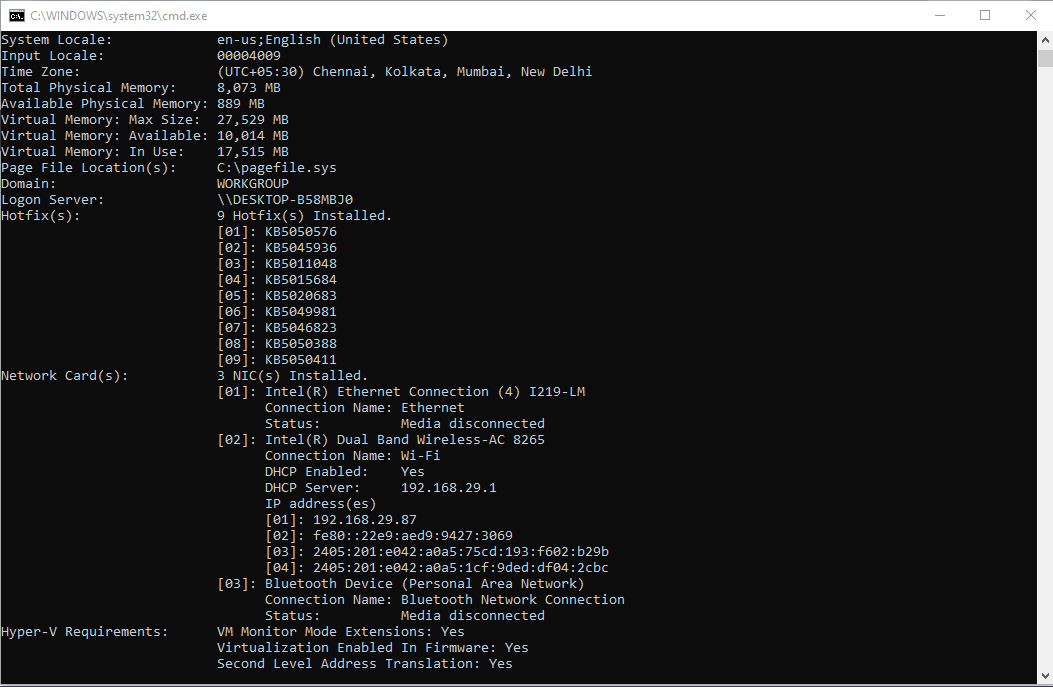 C:\WINDOWS\system32\cmd.exe
System Locale: en-us;English (United States)
Input Locale: 00004009
Time Zone: (UTC+05:30) Chennai, Kolkata, Mumbai, New Delhi
Total Physical Memory: 8,073 MB
Available Physical Memory: 889 MB
Virtual Memory: Max Size: 27,529 MB
Virtual Memory: Available: 10,014 MB
Virtual Memory: In Use: 17,515 MB
Page File Location(s): C:\pagefile.sys
Domain: WORKGROUP
Logon Server: \\DESKTOP-B58MBJ0
Hotfix(s): 9 Hotfix(s) Installed.
[01]: KB5050576
[02]: KB5045936
[03]: KB5011048
[04]: KB5015684
[05]: KB5020683
[06]: KB5049981
[07]: KB5046823
[08]: KB5050388
[09]: KB5050411
Network Card(s): 3 NIC(s) Installed.
[01]: Intel(R) Ethernet Connection (4) I219-LM
Connection Name: Ethernet
Status: Media disconnected
[02]: Intel(R) Dual Band Wireless-AC 8265
Connection Name: Wi-Fi
DHCP Enabled: Yes
DHCP Server: 192.168.29.1
IP address(es)
[01]: 192.168.29.87
[02]: fe80::22e9:aed9:9427:3069
[03]: 2405:201:e042:a0a5:75cd:193:f602:b29b
[04]: 2405:201:e042:a0a5:1cf:9ded:df04:2cbc
[03]: Bluetooth Device (Personal Area Network)
Connection Name: Bluetooth Network Connection
Status: Media disconnected
Hyper-V Requirements: VM Monitor Mode Extensions: Yes
Virtualization Enabled In Firmware: Yes
Second Level Address Translation: Yes